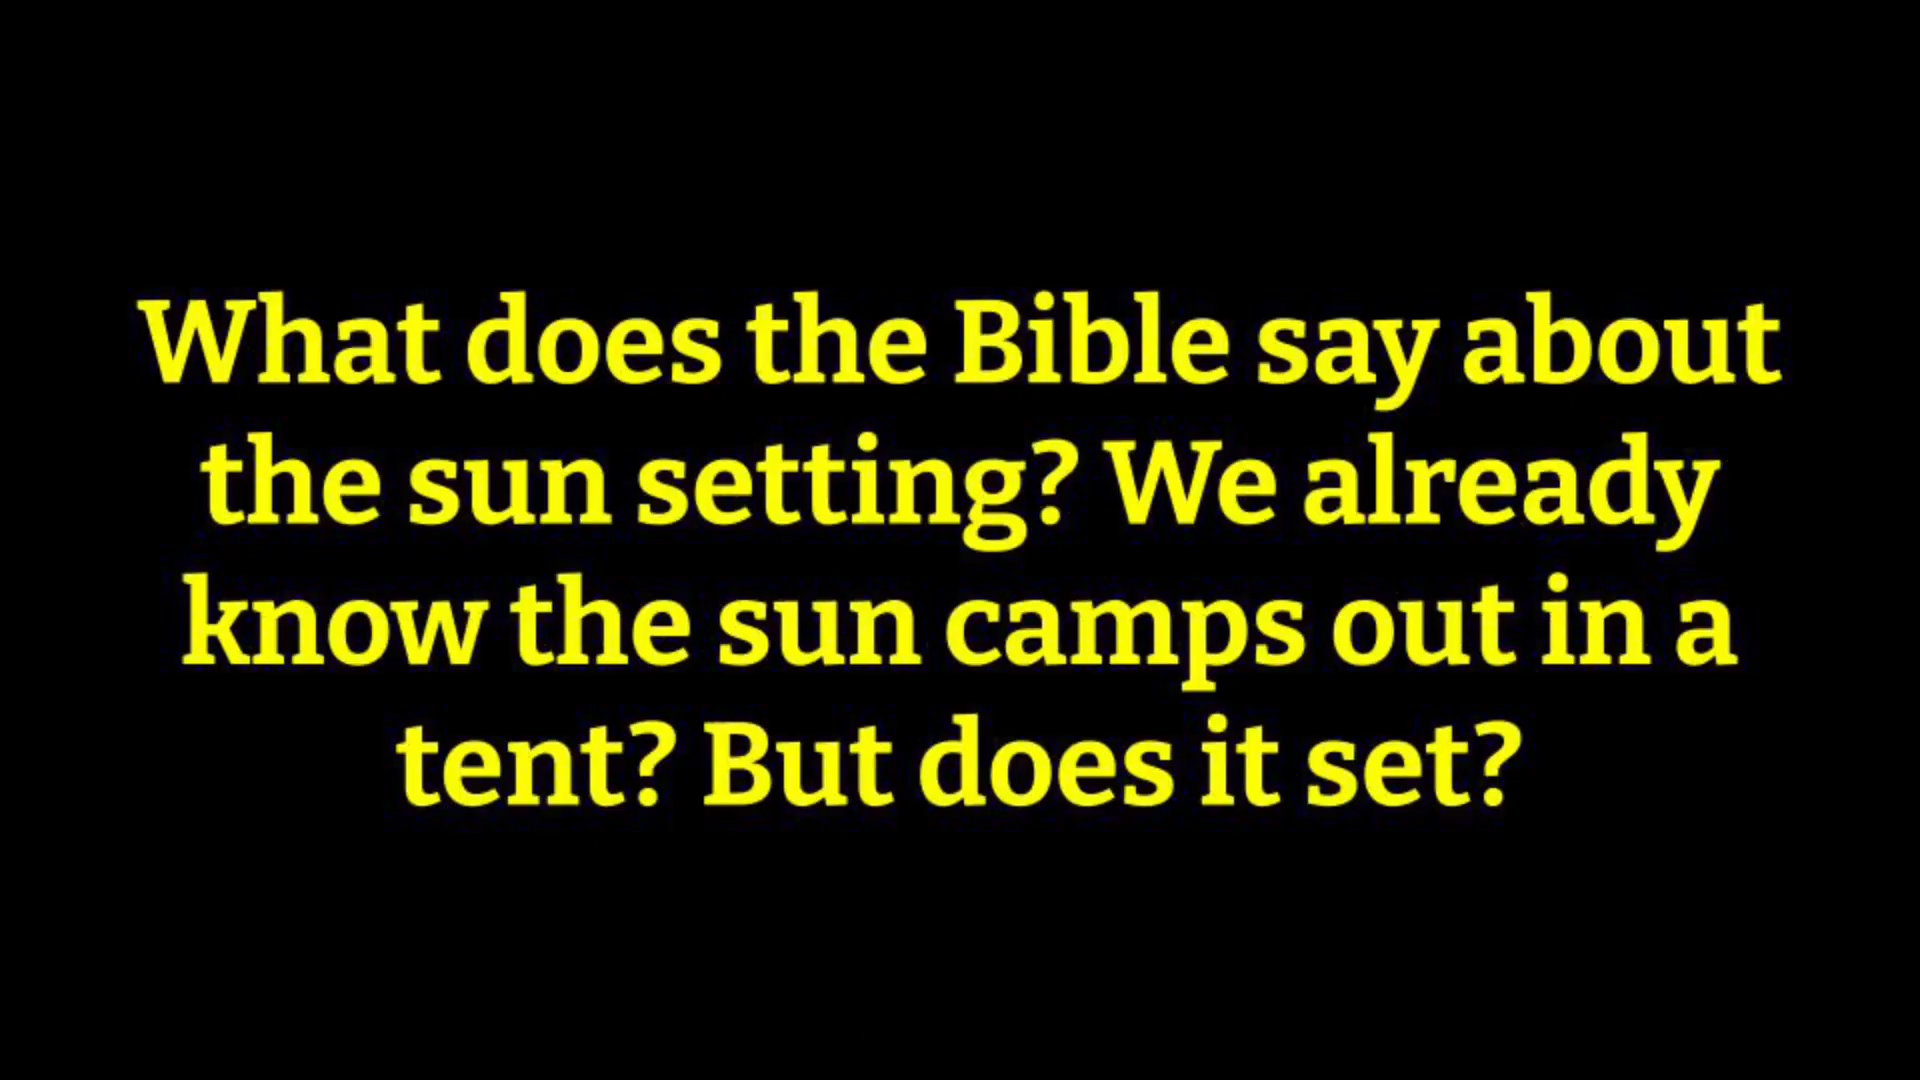 What does the Bible say about
the sun setting? We already
know the sun camps out in a
tent? But does it set?